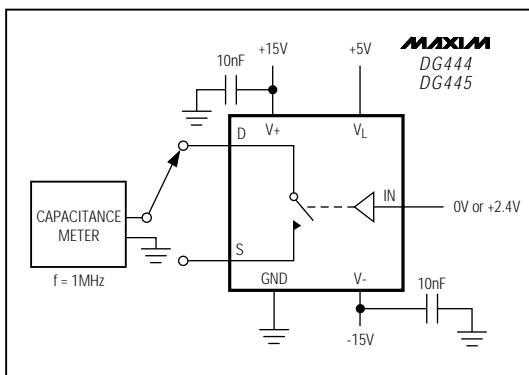 MAXIM
DG444
DG445
+15V
+5V
10nF
D
V+
VL
IN
0V or +2.4V
CAPACITANCE
METER
f = 1MHz
S
GND
V-
10nF
-15V